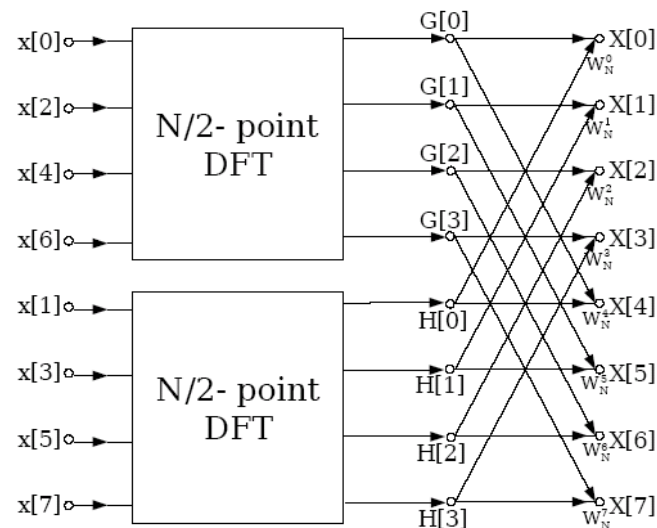 x[0] G[0] X[0]
W_N^0
x[2] G[1] X[1]
W_N^1
N/2- point
DFT
x[4] G[2] X[2]
W_N^2
x[6] G[3] X[3]
W_N^3
x[1] H[0] W_N^4 X[4]
x[3] H[1] W_N^5 X[5]
N/2- point
DFT
x[5] H[2] W_N^6 X[6]
x[7] H[3] W_N^7 X[7]